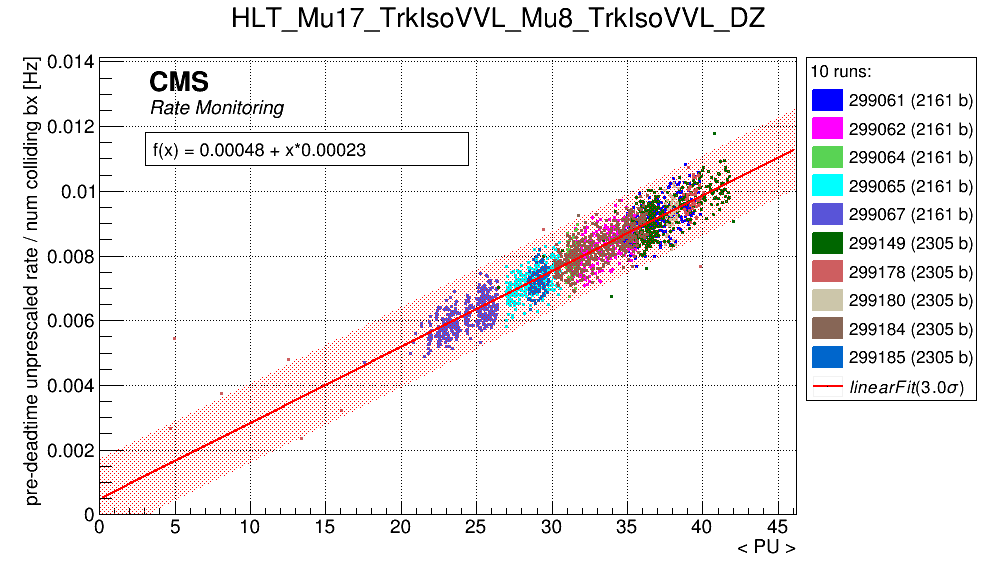 HLT_Mu17_TrkIsoVVL_Mu8_TrkIsoVVL_DZ
pre-deadtime unprescaled rate / num colliding bx [Hz]
0.014
0.012
0.01
0.008
0.006
0.004
0.002
0
CMS
Rate Monitoring
f(x) = 0.00048 + x*0.00023
0 5 10 15 20 25 30 35 40 45
< PU >
10 runs:
299061 (2161 b)
299062 (2161 b)
299064 (2161 b)
299065 (2161 b)
299067 (2161 b)
299149 (2305 b)
299178 (2305 b)
299180 (2305 b)
299184 (2305 b)
299185 (2305 b)
linearFit(3.0σ)